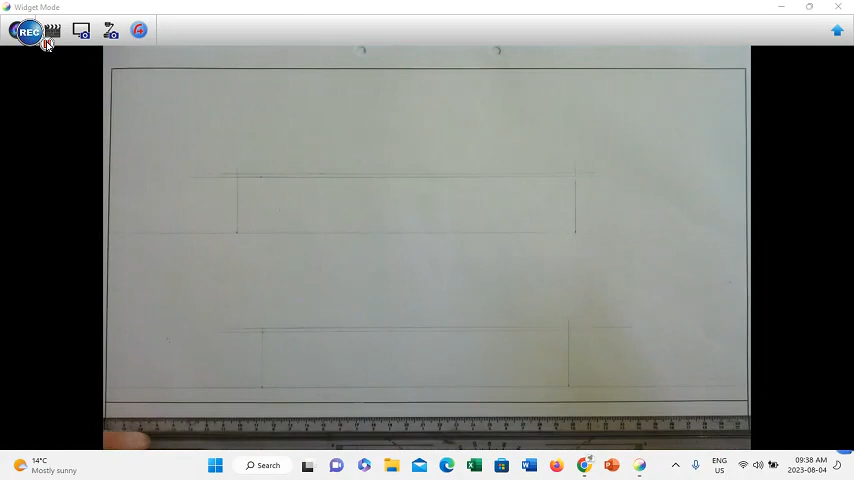 Widget Mode
REC
14°C
Mostly sunny
Search
ENG
US
09:38 AM
2023-08-04